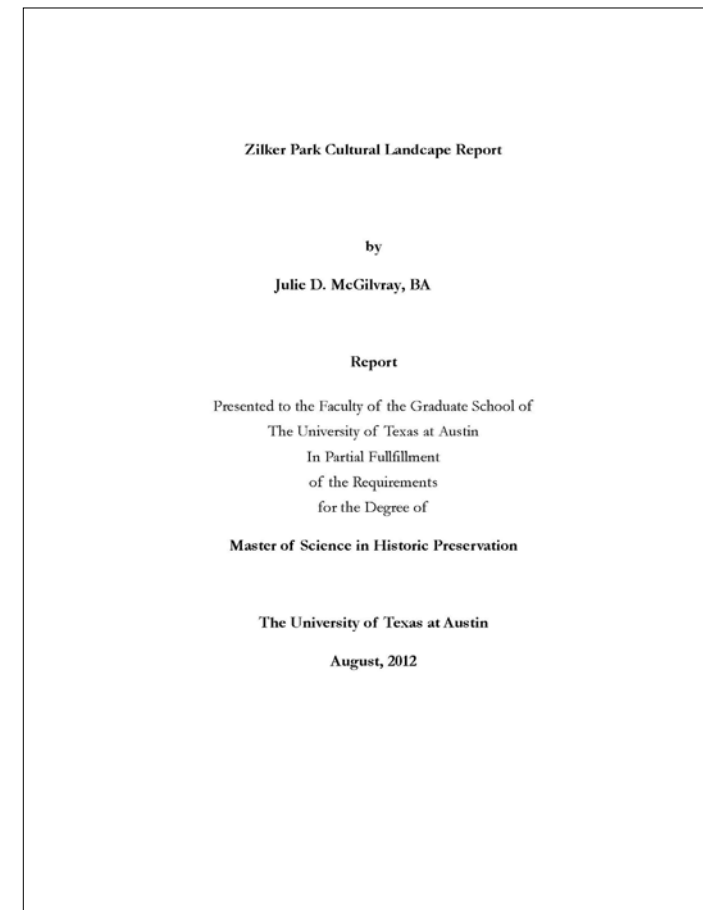 Zilker Park Cultural Landcape Report
by
Julie D. McGilvray, BA
Report
Presented to the Faculty of the Graduate School of
The University of Texas at Austin
In Partial Fullfillment
of the Requirements
for the Degree of
Master of Science in Historic Preservation
The University of Texas at Austin
August, 2012